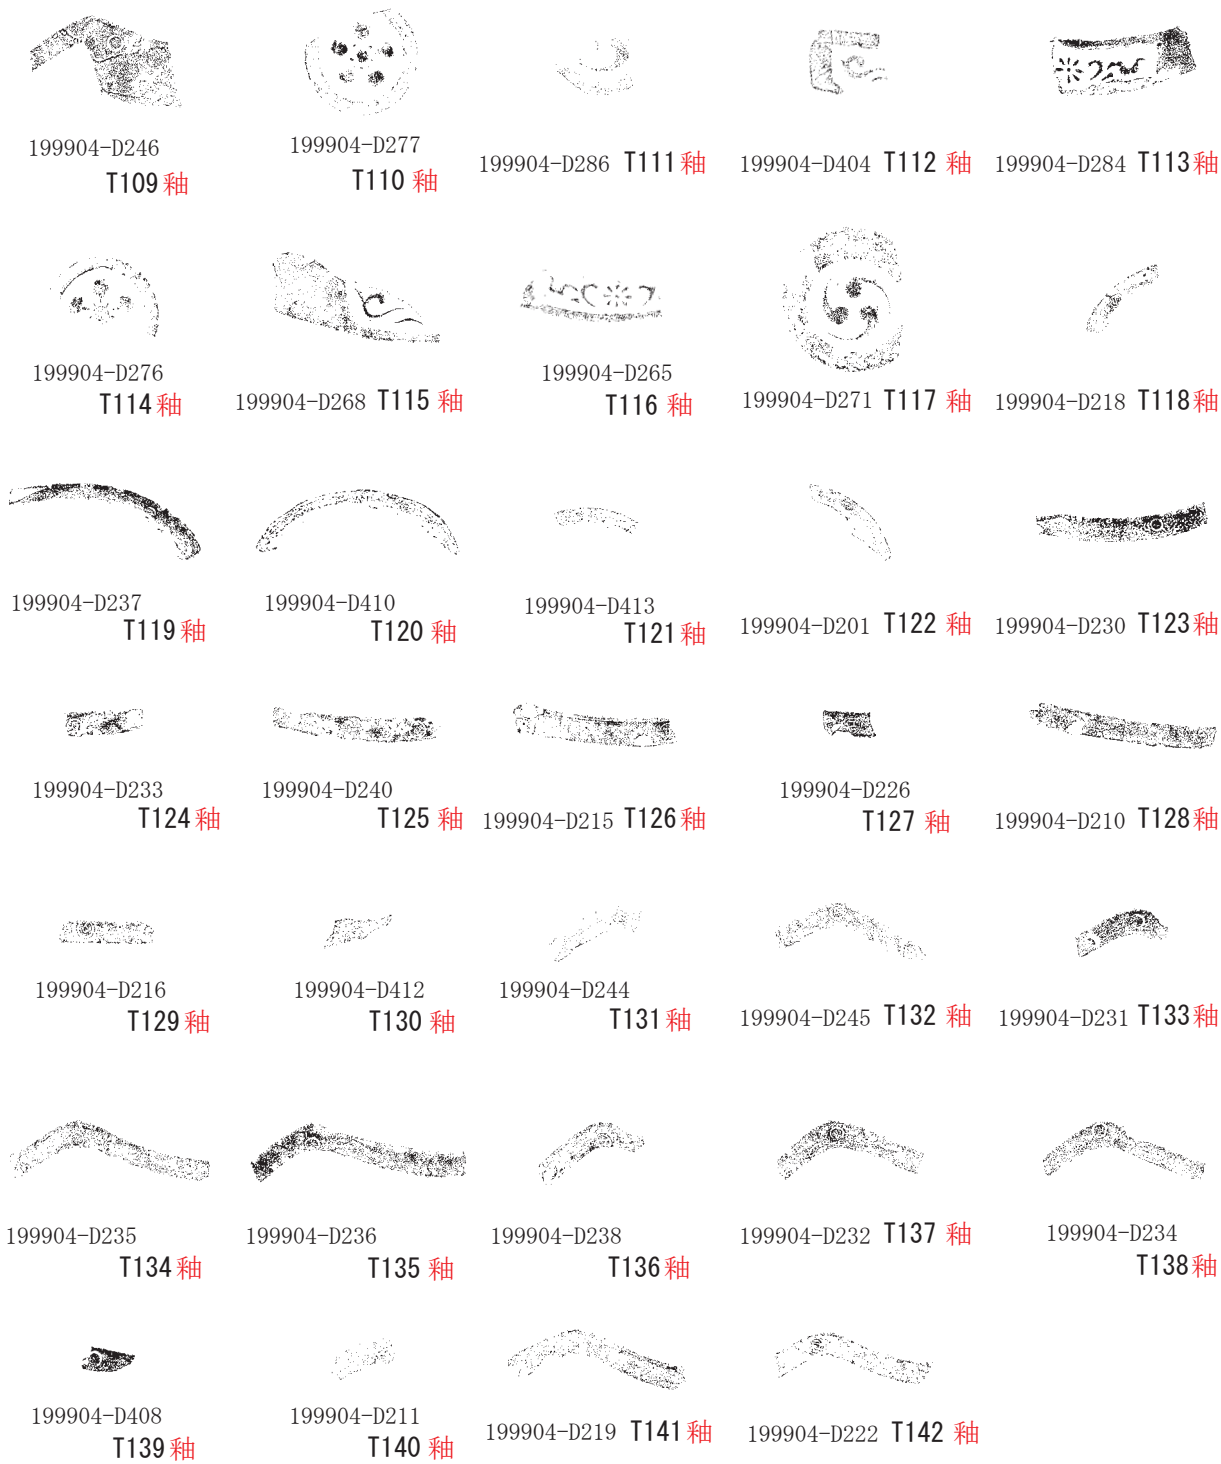 199904-D246
T109 釉
199904-D277
T110 釉
199904-D286 T111 釉
199904-D404 T112 釉
199904-D284 T113 釉
199904-D276
T114 釉
199904-D268 T115 釉
199904-D265
T116 釉
199904-D271 T117 釉
199904-D218 T118 釉
199904-D237
T119 釉
199904-D410
T120 釉
199904-D413
T121 釉
199904-D201 T122 釉
199904-D230 T123 釉
199904-D233
T124 釉
199904-D240
T125 釉
199904-D215 T126 釉
199904-D226
T127 釉
199904-D210 T128 釉
199904-D216
T129 釉
199904-D412
T130 釉
199904-D244
T131 釉
199904-D245 T132 釉
199904-D231 T133 釉
199904-D235
T134 釉
199904-D236
T135 釉
199904-D238
T136 釉
199904-D232 T137 釉
199904-D234
T138 釉
199904-D408
T139 釉
199904-D211
T140 釉
199904-D219 T141 釉
199904-D222 T142 釉